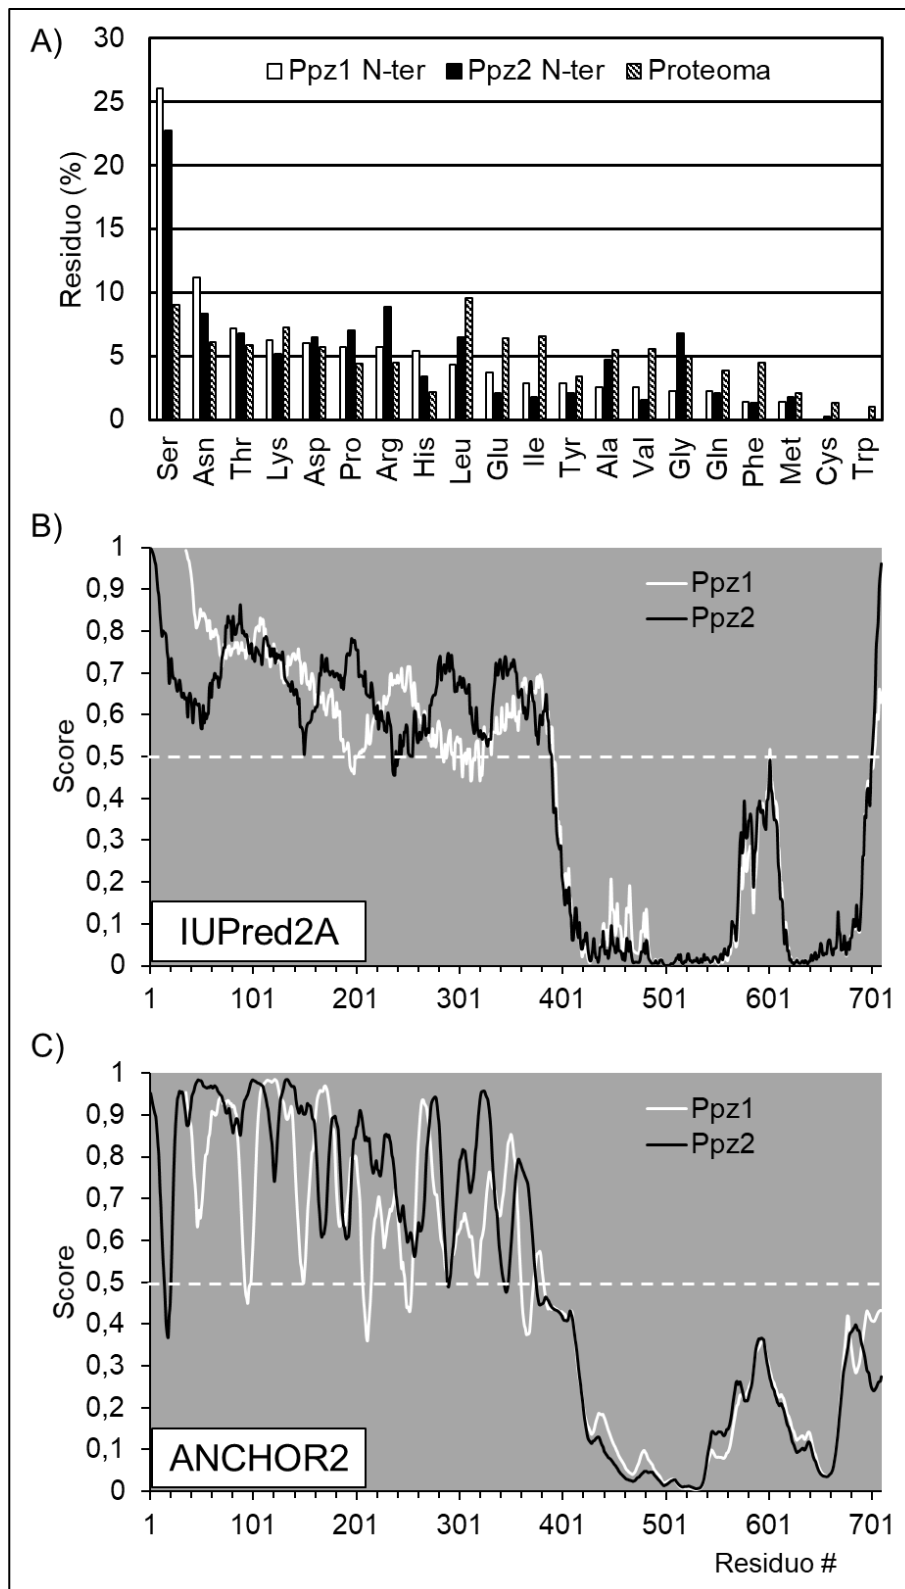 A)
30
25
20
15
10
5
0
Residuo (%)
Ppz1 N-ter Ppz2 N-ter Proteoma
Ser Asn Thr Lys Asp Pro Arg His Leu Glu Ile Tyr Ala Val Gly Gln Phe Met Cys Trp
B)
1
0,9
0,8
0,7
0,6
0,5
0,4
0,3
0,2
0,1
0
Score
Ppz1
Ppz2
IUPred2A
1 101 201 301 401 501 601 701
C)
1
0,9
0,8
0,7
0,6
0,5
0,4
0,3
0,2
0,1
0
Score
Ppz1
Ppz2
ANCHOR2
1 101 201 301 401 501 601 701
Residuo #